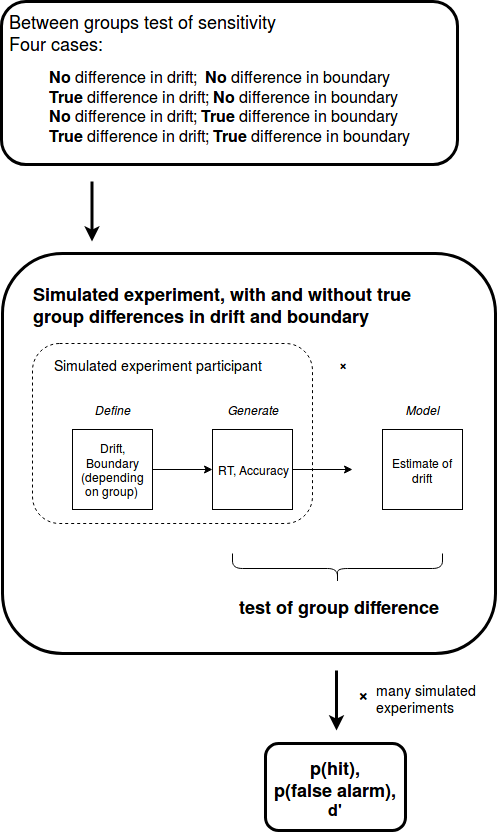 Between groups test of sensitivity
Four cases:
No difference in drift; No difference in boundary
True difference in drift; No difference in boundary
No difference in drift; True difference in boundary
True difference in drift; True difference in boundary
Simulated experiment, with and without true
group differences in drift and boundary
Simulated experiment participant
×
Define
Generate
Model
Drift,
Boundary
(depending
on group)
RT, Accuracy
Estimate of
drift
test of group difference
× many simulated
experiments
p(hit),
p(false alarm),
d'